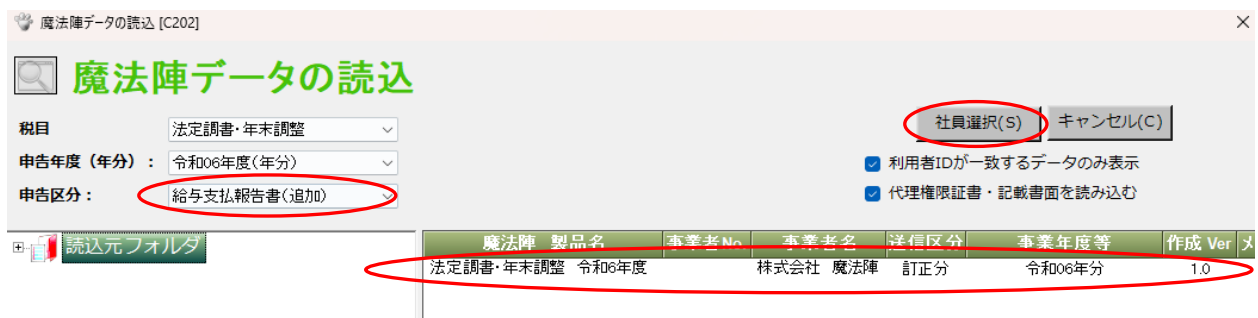 魔法陣データの読込 [C202]
魔法陣データの読込
税目 法定調書・年末調整
社員選択(S) キャンセル(C)
申告年度（年分）： 令和06年度(年分)
利用者IDが一致するデータのみ表示
申告区分： 給与支払報告書(追加)
代理権限証書・記載書面を読み込む
読込元フォルダ
魔法陣 製品名 事業者No. 事業者名 送信区分 事業年度等 作成 Ver メ
法定調書・年末調整 令和6年度 株式会社 魔法陣 訂正分 令和06年分 1.0